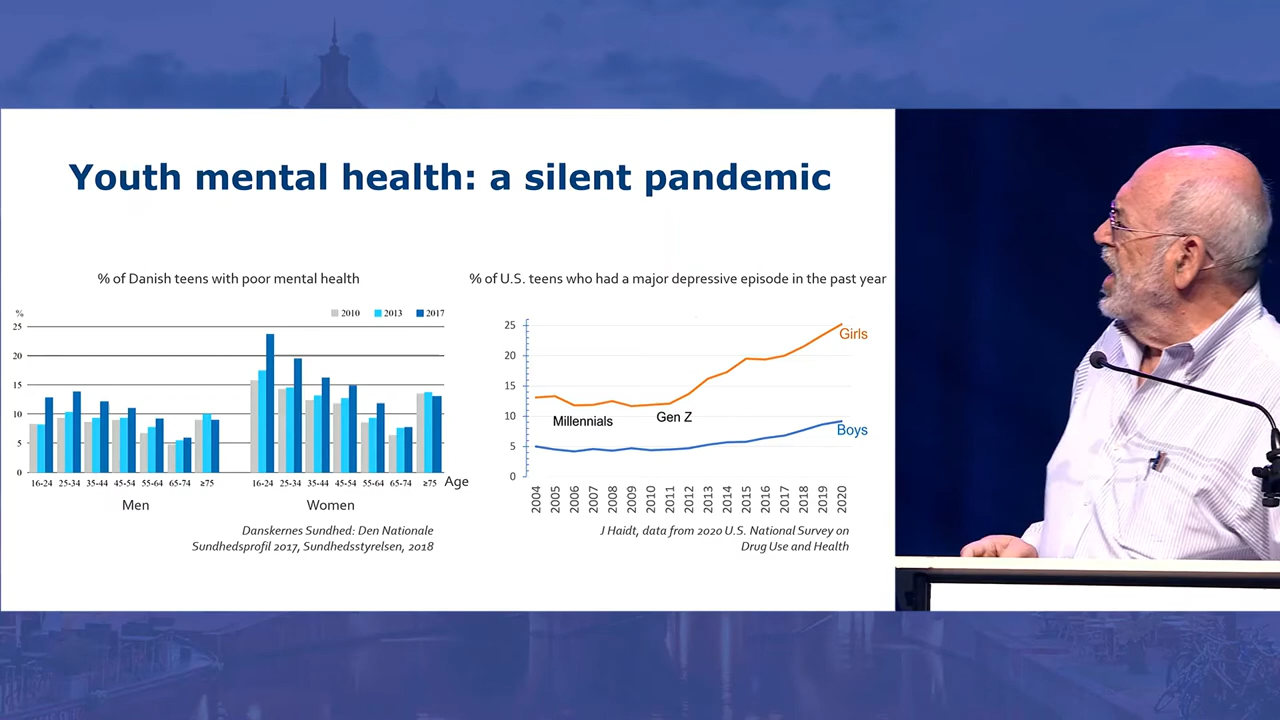 Youth mental health: a silent pandemic
% of Danish teens with poor mental health
%
2010 2013 2017
25
20
15
10
5
0
16-24 25-34 35-44 45-54 55-64 65-74 ≥75 16-24 25-34 35-44 45-54 55-64 65-74 ≥75 Age
Men Women
Danskernes Sundhed: Den Nationale
Sundhedsprofil 2017, Sundhedsstyrelsen, 2018
% of U.S. teens who had a major depressive episode in the past year
25
20
15
10
5
0
Girls
Millennials
Gen Z
Boys
2004 2005 2006 2007 2008 2009 2010 2011 2012 2013 2014 2015 2016 2017 2018 2019 2020
J Haidt, data from 2020 U.S. National Survey on
Drug Use and Health